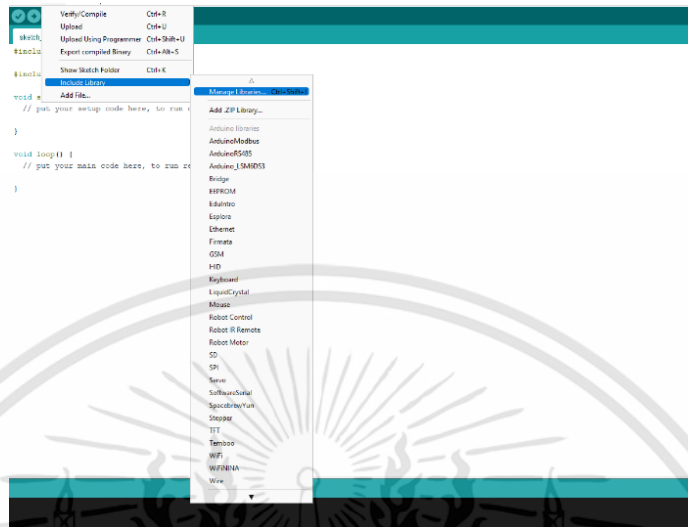 Verify/Compile Ctrl+R
Upload Ctrl+U
Upload Using Programmer Ctrl+Shift+U
Export compiled Binary Ctrl+Alt+S
Show Sketch Folder Ctrl+K
Include Library
Add File...
sketch_
#inclu
#inclu
void s
// put your setup code here, to run
}
void loop() {
// put your main code here, to run re
}
Manage Libraries... Ctrl+Shift+I
Add .ZIP Library...
Arduino libraries
ArduinoModbus
ArduinoRS485
Arduino_LSM6DS3
Bridge
EEPROM
EduIntro
Esplora
Ethernet
Firmata
GSM
HID
Keyboard
LiquidCrystal
Mouse
Robot Control
Robot IR Remote
Robot Motor
SD
SPI
Servo
SoftwareSerial
SpacebrewYun
Stepper
TFT
Temboo
WiFi
WiFiNINA
Wire